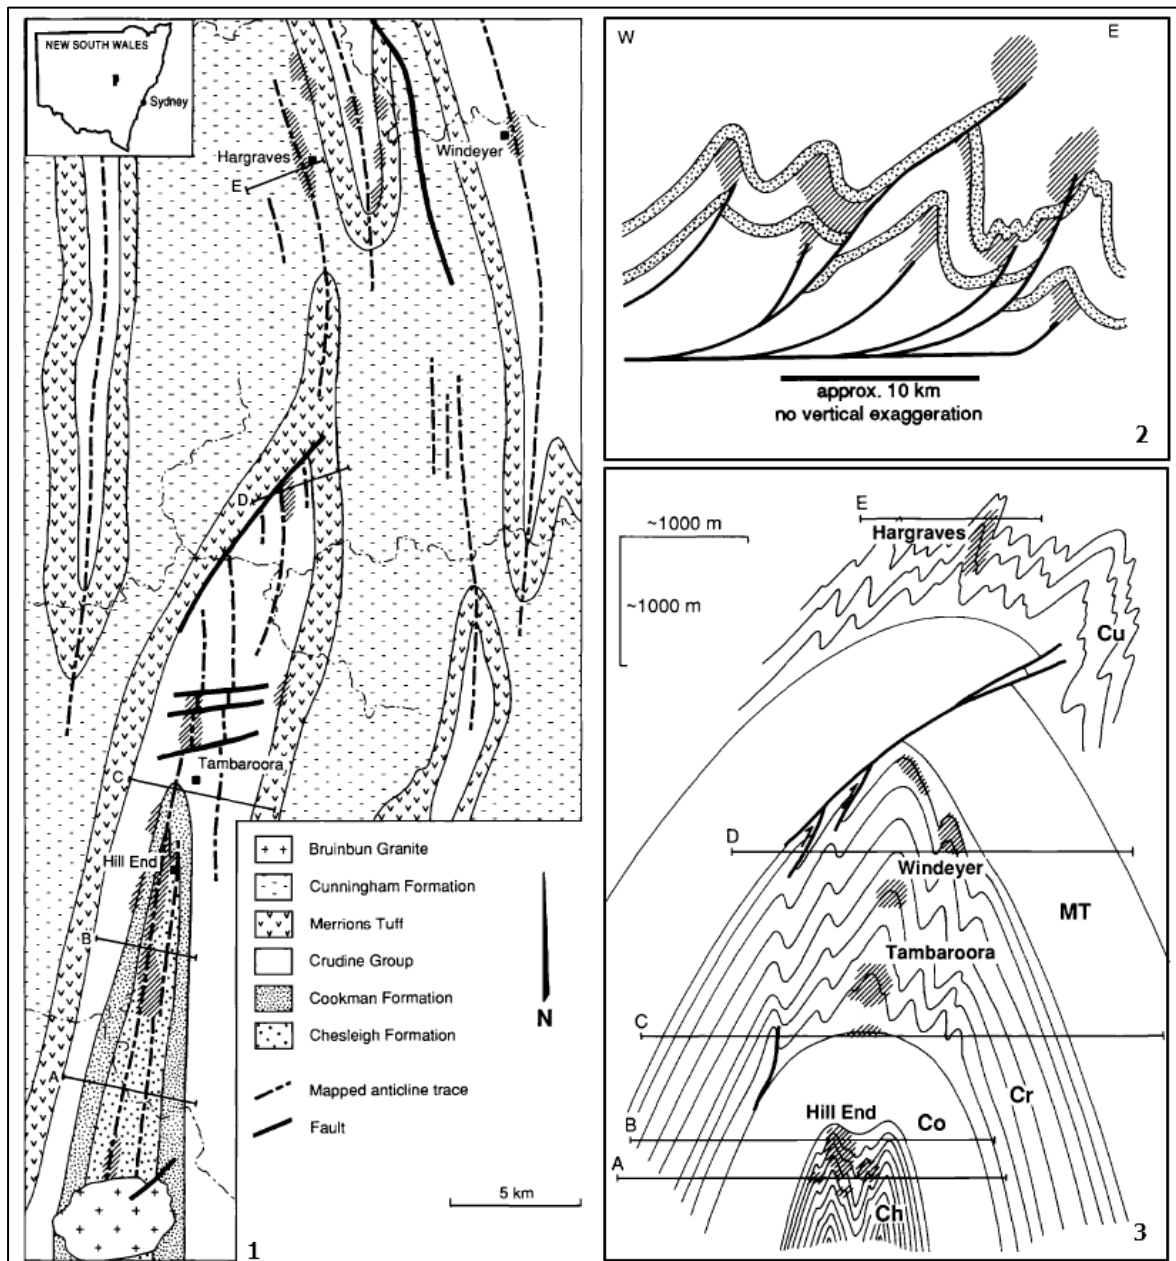 NEW SOUTH WALES
Sydney
Hargraves
E
Windeyer
D
Tambaroora
C
Hill End
B
A
Bruinbun Granite
Cunningham Formation
Merrions Tuff
Crudine Group
Cookman Formation
Chesleigh Formation
Mapped anticline trace
Fault
N
5 km
1
W
E
approx. 10 km
no vertical exaggeration
2
~1000 m
~1000 m
E
Hargraves
Cu
D
Windeyer
MT
Tambaroora
C
Cr
Hill End
Co
B
A
Ch
3